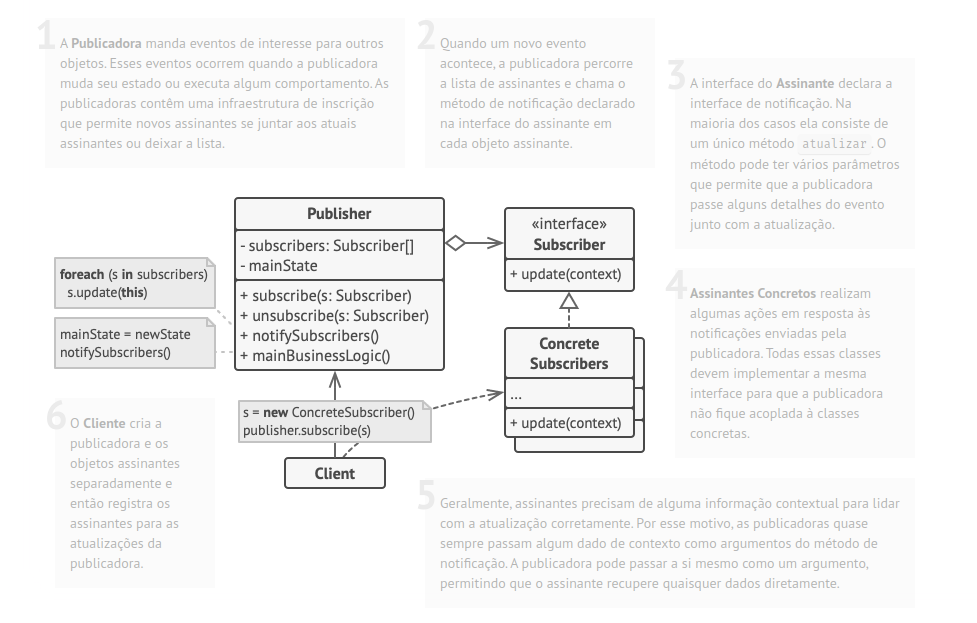 1
A Publicadora manda eventos de interesse para outros
objetos. Esses eventos ocorrem quando a publicadora
muda seu estado ou executa algum comportamento. As
publicadoras contêm uma infraestrutura de inscrição
que permite novos assinantes se juntar aos atuais
assinantes ou deixar a lista.
2
Quando um novo evento
acontece, a publicadora percorre
a lista de assinantes e chama o
método de notificação declarado
na interface do assinante em
cada objeto assinante.
3
A interface do Assinante declara a
interface de notificação. Na
maioria dos casos ela consiste de
um único método atualizar. O
método pode ter vários parâmetros
que permite que a publicadora
passe alguns detalhes do evento
junto com a atualização.
Publisher
- subscribers: Subscriber[]
- mainState
+ subscribe(s: Subscriber)
+ unsubscribe(s: Subscriber)
+ notifySubscribers()
+ mainBusinessLogic()
«interface»
Subscriber
+ update(context)
foreach (s in subscribers)
s.update(this)
mainState = newState
notifySubscribers()
4
Assinantes Concretos realizam
algumas ações em resposta às
notificações enviadas pela
publicadora. Todas essas classes
devem implementar a mesma
interface para que a publicadora
não fique acoplada à classes
concretas.
Concrete
Subscribers
...
+ update(context)
s = new ConcreteSubscriber()
publisher.subscribe(s)
Client
6
O Cliente cria a
publicadora e os
objetos assinantes
separadamente e
então registra os
assinantes para as
atualizações da
publicadora.
5
Geralmente, assinantes precisam de alguma informação contextual para lidar
com a atualização corretamente. Por esse motivo, as publicadoras quase
sempre passam algum dado de contexto como argumentos do método de
notificação. A publicadora pode passar a si mesmo como um argumento,
permitindo que o assinante recupere quaisquer dados diretamente.